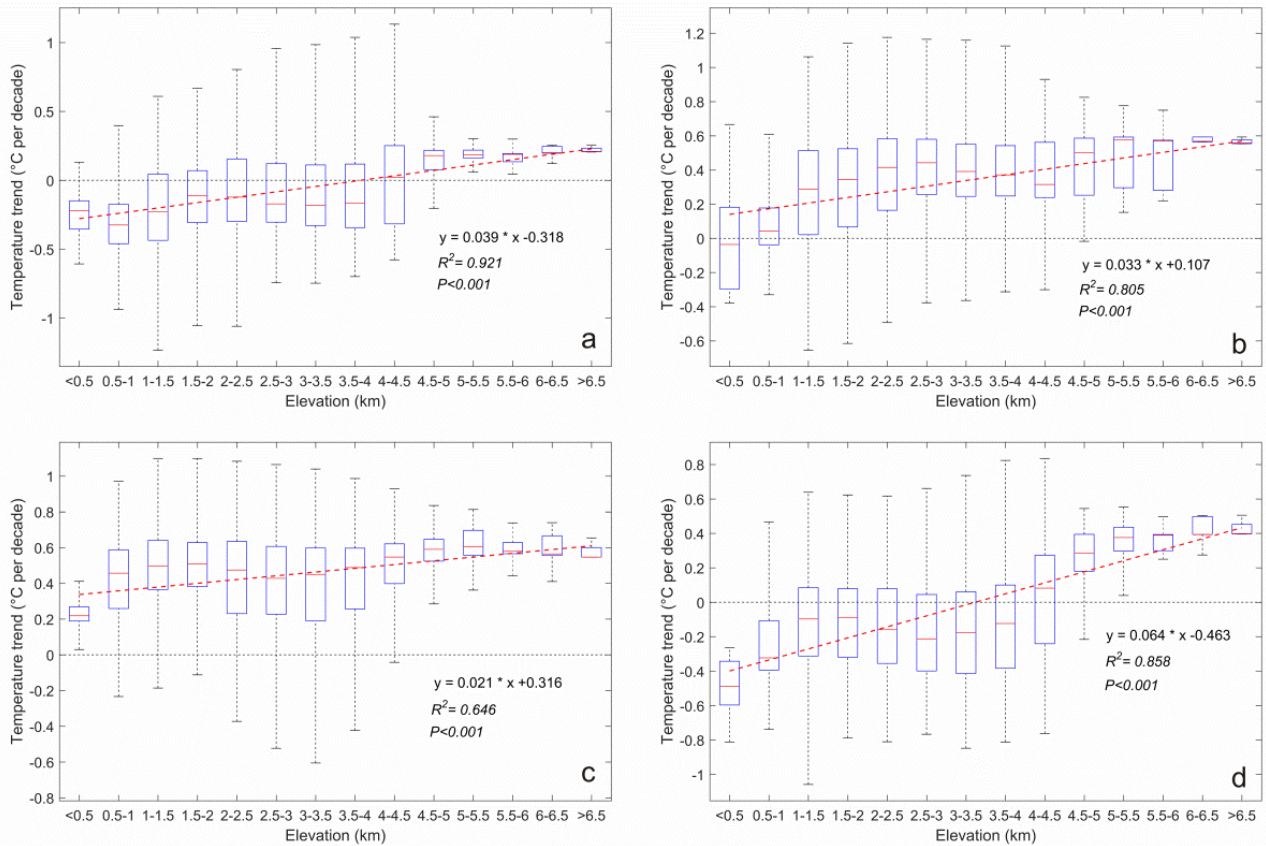 Temperature trend (°C per decade)
1
0.5
0
-0.5
-1
y = 0.039 * x -0.318
R²= 0.921
P<0.001
a
<0.5 0.5-1 1-1.5 1.5-2 2-2.5 2.5-3 3-3.5 3.5-4 4-4.5 4.5-5 5-5.5 5.5-6 6-6.5 >6.5
Elevation (km)
Temperature trend (°C per decade)
1.2
1
0.8
0.6
0.4
0.2
0
-0.2
-0.4
-0.6
y = 0.033 * x +0.107
R²= 0.805
P<0.001
b
<0.5 0.5-1 1-1.5 1.5-2 2-2.5 2.5-3 3-3.5 3.5-4 4-4.5 4.5-5 5-5.5 5.5-6 6-6.5 >6.5
Elevation (km)
Temperature trend (°C per decade)
1
0.8
0.6
0.4
0.2
0
-0.2
-0.4
-0.6
-0.8
y = 0.021 * x +0.316
R²= 0.646
P<0.001
c
<0.5 0.5-1 1-1.5 1.5-2 2-2.5 2.5-3 3-3.5 3.5-4 4-4.5 4.5-5 5-5.5 5.5-6 6-6.5 >6.5
Elevation (km)
Temperature trend (°C per decade)
0.8
0.6
0.4
0.2
0
-0.2
-0.4
-0.6
-0.8
-1
y = 0.064 * x -0.463
R²= 0.858
P<0.001
d
<0.5 0.5-1 1-1.5 1.5-2 2-2.5 2.5-3 3-3.5 3.5-4 4-4.5 4.5-5 5-5.5 5.5-6 6-6.5 >6.5
Elevation (km)